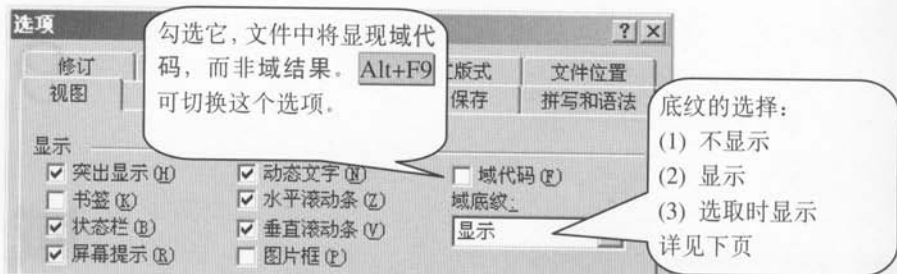 选项
勾选它，文件中将显现域代
码，而非域结果。 Alt+F9
可切换这个选项。
修订
版式
文件位置
视图
保存
拼写和语法
显示
突出显示(H)
动态文字(N)
域代码(F)
书签(K)
水平滚动条(Z)
域底纹:
状态栏(B)
垂直滚动条(V)
显示
屏幕提示(R)
图片框(P)
底纹的选择：
(1) 不显示
(2) 显示
(3) 选取时显示
详见下页